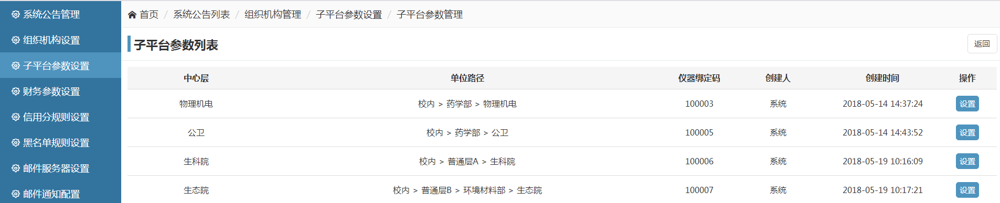 系统公告管理
组织机构设置
子平台参数设置
财务参数设置
信用分规则设置
黑名单规则设置
邮件服务器设置
邮件通知配置
首页 / 系统公告列表 / 组织机构管理 / 子平台参数设置 / 子平台参数管理
子平台参数列表
返回
中心层 单位路径 仪器绑定码 创建人 创建时间 操作
物理机电 校内 > 药学部 > 物理机电 100003 系统 2018-05-14 14:37:24 设置
公卫 校内 > 药学部 > 公卫 100005 系统 2018-05-14 14:43:52 设置
生科院 校内 > 普通层A > 生科院 100006 系统 2018-05-19 10:16:09 设置
生态院 校内 > 普通层B > 环境材料部 > 生态院 100007 系统 2018-05-19 10:17:21 设置